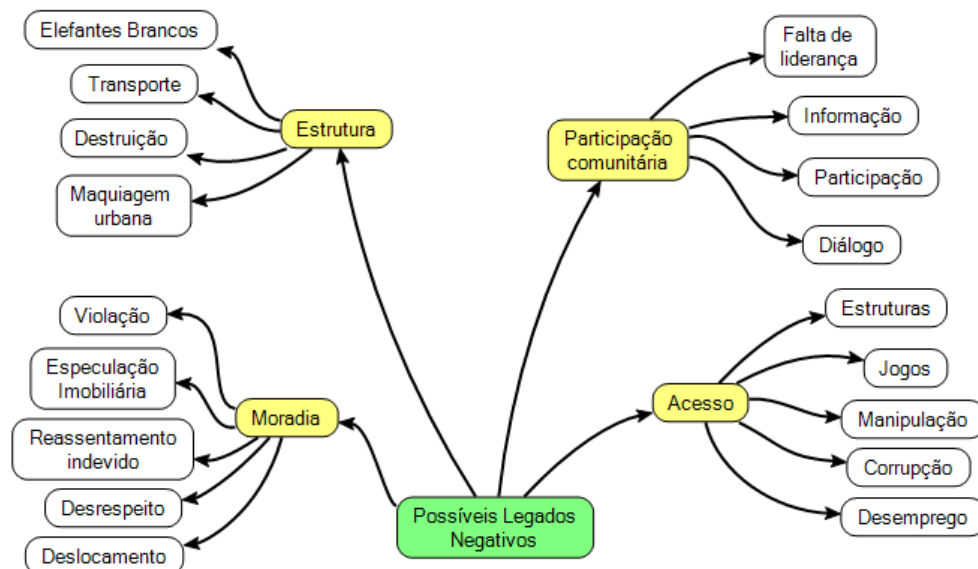 Elefantes Brancos
Transporte
Destruição
Maquiagem
urbana
Estrutura
Falta de
liderança
Informação
Participação
Diálogo
Participação
comunitária
Violação
Especulação
Imobiliária
Reassentamento
indevido
Desrespeito
Deslocamento
Moradia
Estruturas
Jogos
Manipulação
Corrupção
Desemprego
Acesso
Possíveis Legados
Negativos